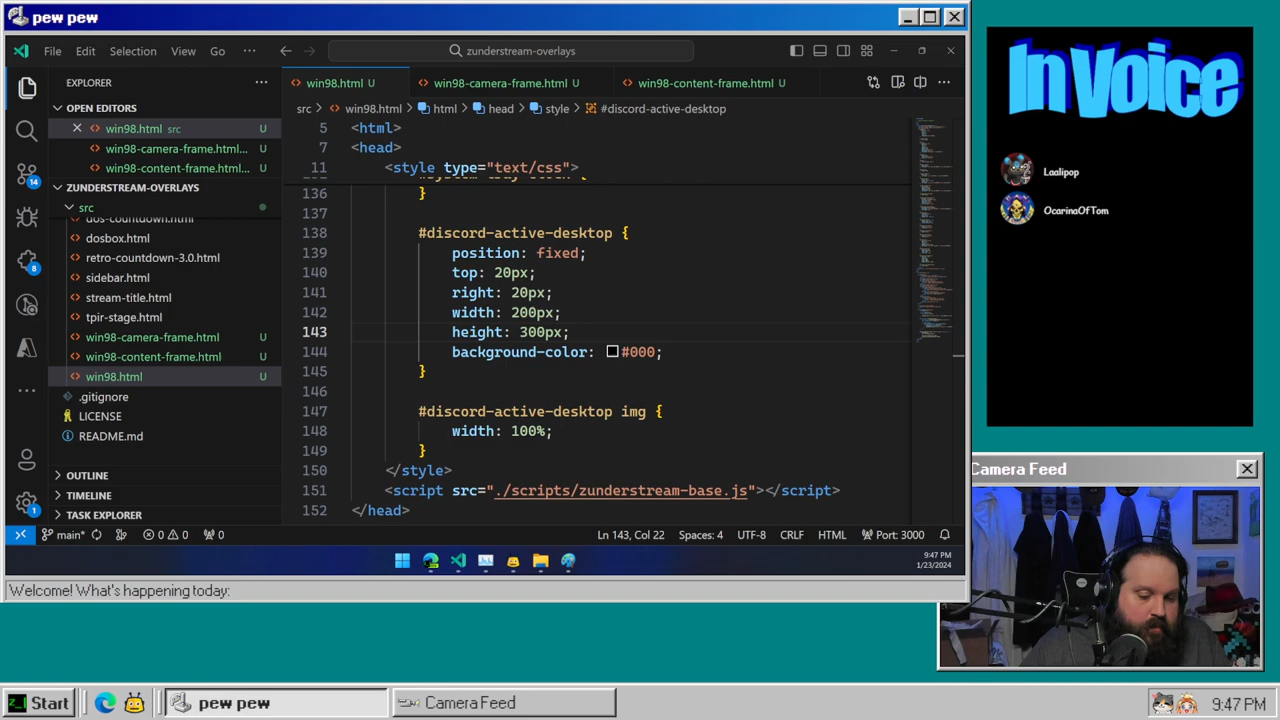 pew pew
File Edit Selection View Go ··· zunderstream-overlays
EXPLORER
OPEN EDITORS
win98.html src U
win98-camera-frame.html... U
win98-content-frame.html... U
ZUNDERSTREAM-OVERLAYS
src
dos-countdown.html
dosbox.html
retro-countdown-3.0.html
sidebar.html
stream-title.html
tpir-stage.html
win98-camera-frame.html U
win98-content-frame.html U
win98.html U
.gitignore
LICENSE
README.md
OUTLINE
TIMELINE
TASK EXPLORER
14
8
1
win98.html U win98-camera-frame.html U win98-content-frame.html U
src > win98.html > html > head > style > #discord-active-desktop
5 <html>
7 <head>
11 <style type="text/css">
136 }
137
138 #discord-active-desktop {
139 position: fixed;
140 top: 20px;
141 right: 20px;
142 width: 200px;
143 height: 300px;
144 background-color: #000;
145 }
146
147 #discord-active-desktop img {
148 width: 100%;
149 }
150 </style>
151 <script src="./scripts/zunderstream-base.js"></script>
152 </head>
main* 0 0 0 Ln 143, Col 22 Spaces: 4 UTF-8 CRLF HTML Port: 3000
9:47 PM
1/23/2024
Welcome! What's happening today:
In Voice
Laalipop
OcarinaOfTom
Camera Feed
Start pew pew Camera Feed 9:47 PM